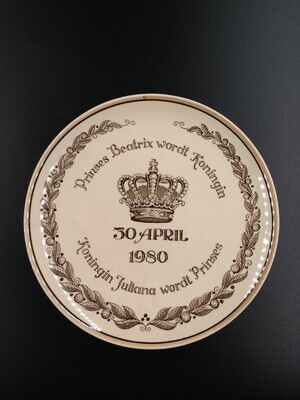 Prinses Beatrix wordt Koningin
30 APRIL
1980
Koningin Juliana wordt Prinses